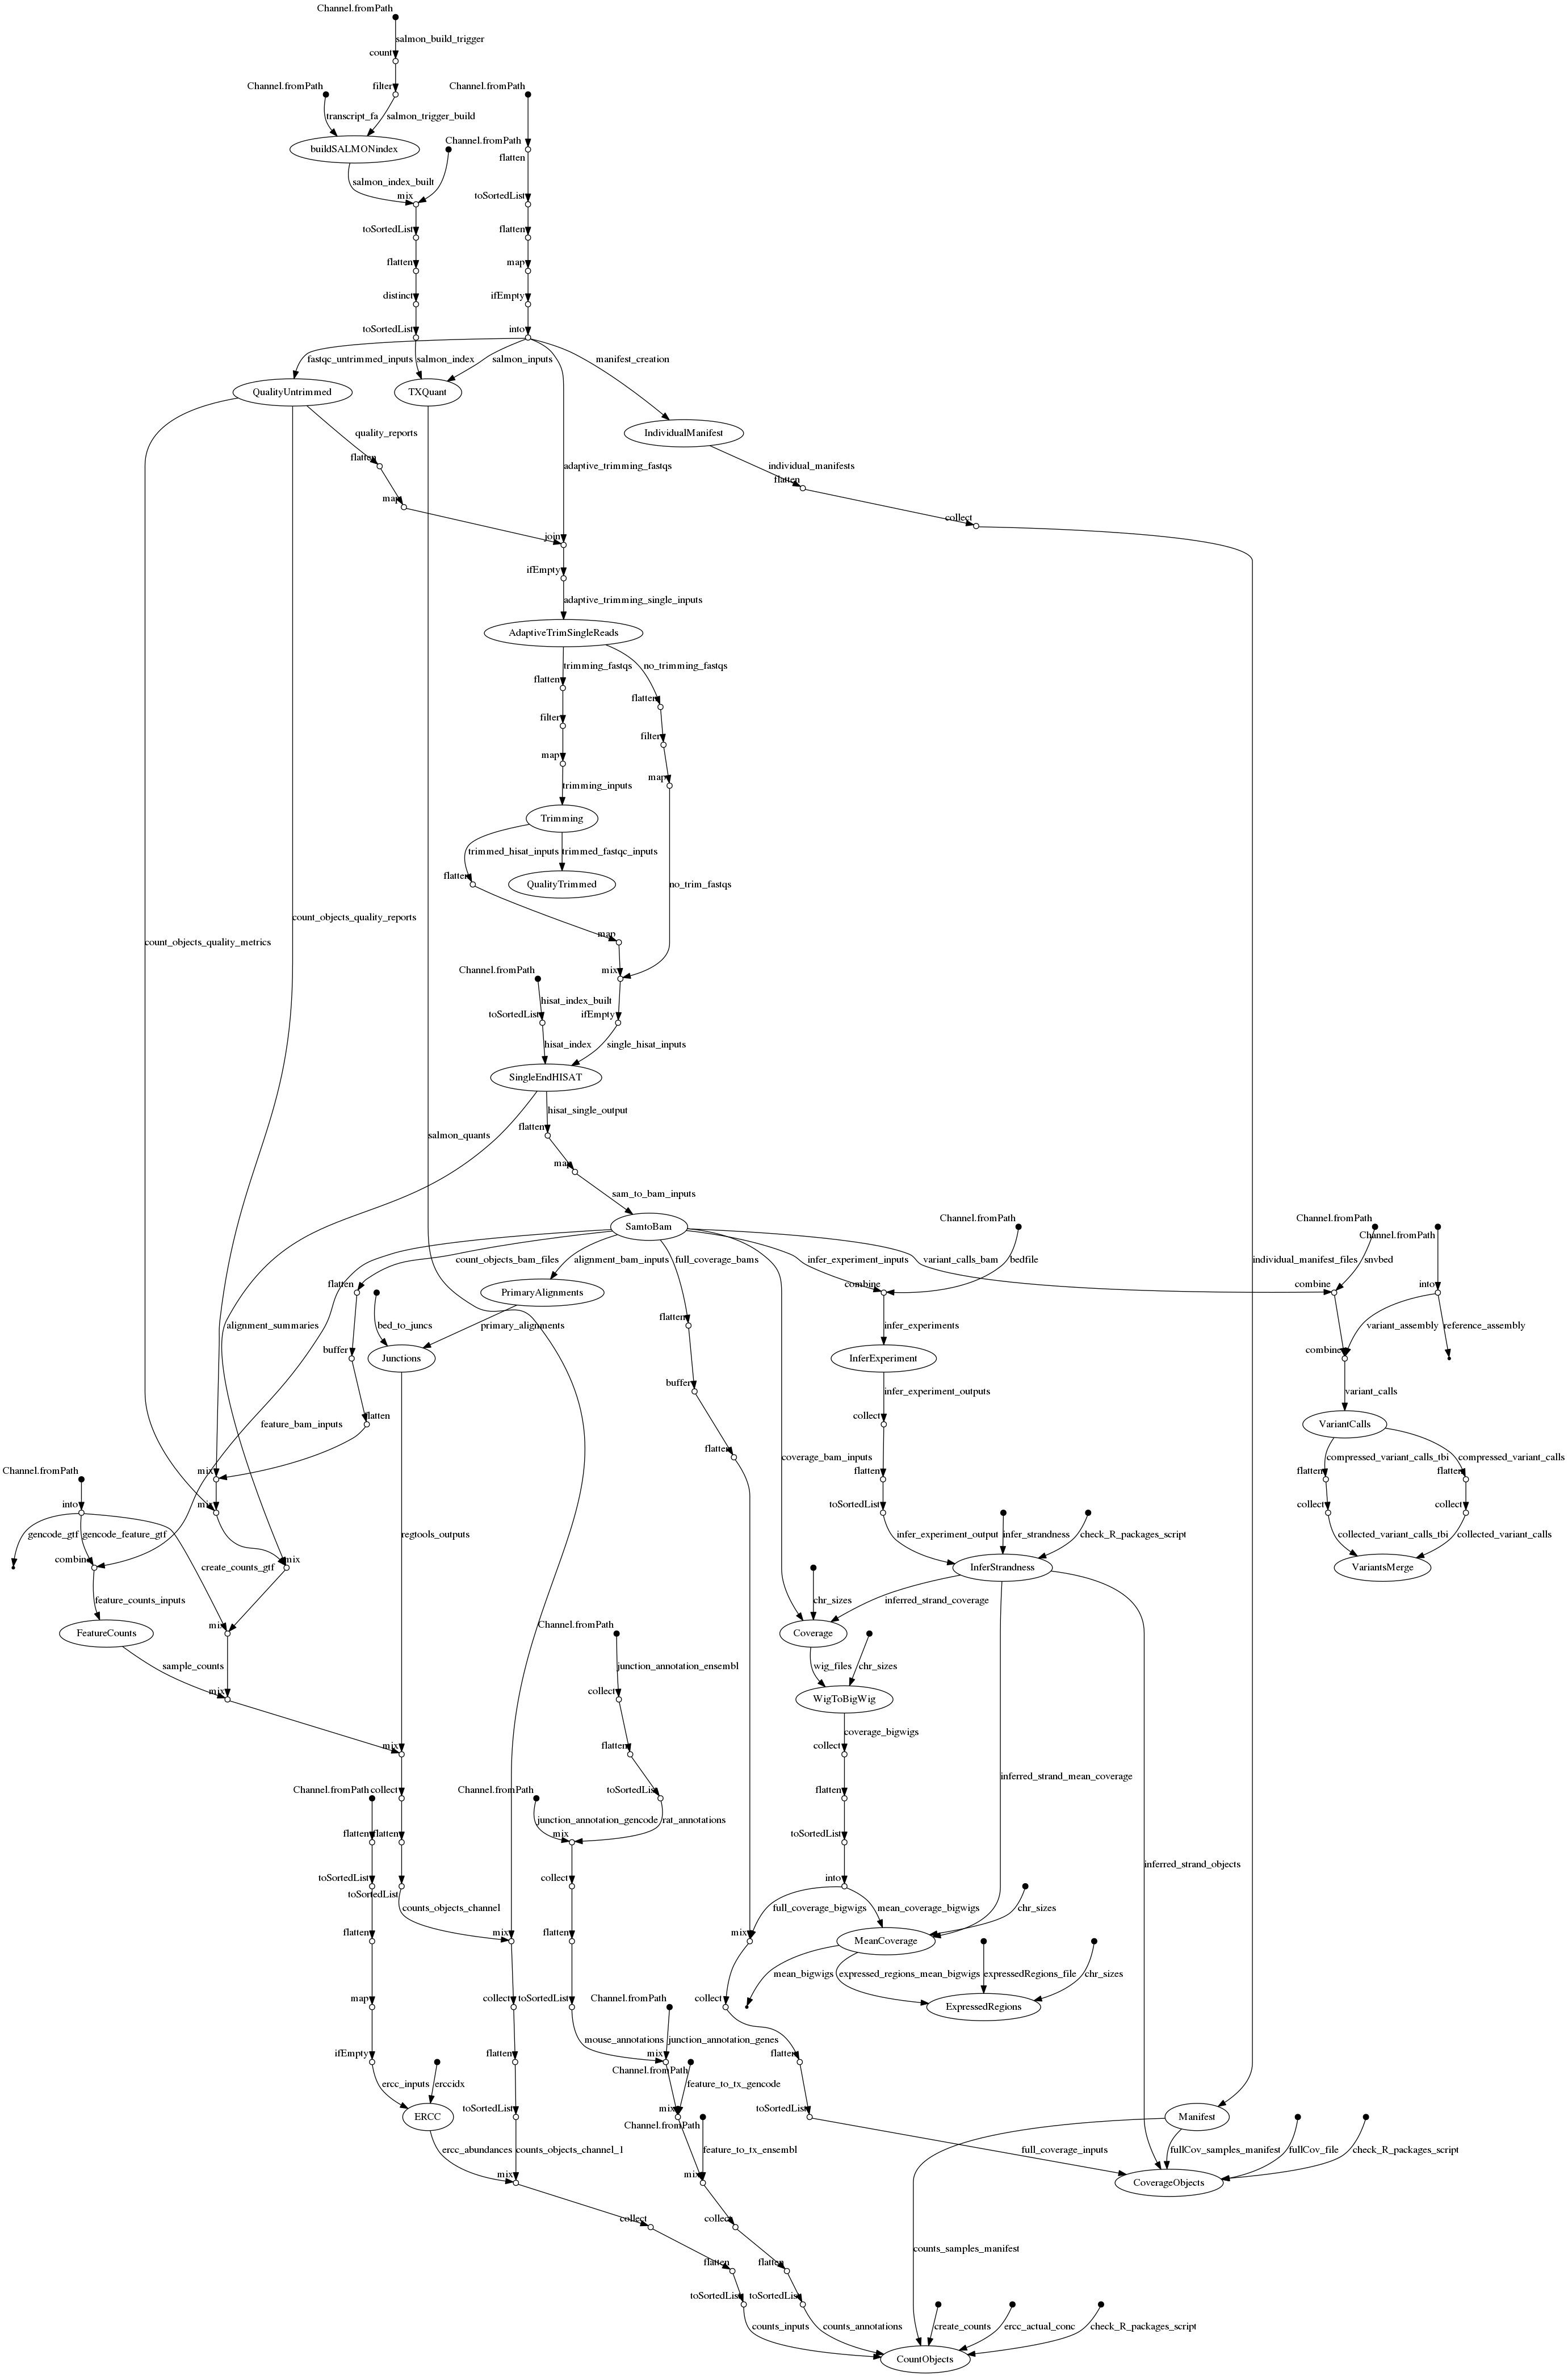 Channel.fromPath
salmon_build_trigger
count
Channel.fromPath
filter
Channel.fromPath
transcript_fa
salmon_trigger_build
buildSALMONindex
Channel.fromPath
flatten
salmon_index_built
mix
toSortedList
toSortedList
flatten
flatten
map
distinct
ifEmpty
toSortedList
into
fastqc_untrimmed_inputs
salmon_index
salmon_inputs
manifest_creation
QualityUntrimmed
TXQuant
IndividualManifest
quality_reports
flatten
adaptive_trimming_fastqs
individual_manifests
flatten
map
collect
join
ifEmpty
adaptive_trimming_single_inputs
AdaptiveTrimSingleReads
trimming_fastqs
no_trimming_fastqs
flatten
flatten
filter
filter
map
map
trimming_inputs
Trimming
trimmed_hisat_inputs
trimmed_fastqc_inputs
flatten
QualityTrimmed
no_trim_fastqs
count_objects_quality_reports
count_objects_quality_metrics
map
Channel.fromPath
mix
hisat_index_built
toSortedList
ifEmpty
hisat_index
single_hisat_inputs
SingleEndHISAT
hisat_single_output
flatten
salmon_quants
map
sam_to_bam_inputs
SamtoBam
Channel.fromPath
Channel.fromPath
Channel.fromPath
count_objects_bam_files
alignment_bam_inputs
full_coverage_bams
infer_experiment_inputs
variant_calls_bam
bedfile
individual_manifest_files
snvbed
flatten
PrimaryAlignments
combine
combine
into
alignment_summaries
bed_to_juncs
primary_alignments
flatten
infer_experiments
variant_assembly
reference_assembly
buffer
Junctions
InferExperiment
combine
buffer
infer_experiment_outputs
variant_calls
feature_bam_inputs
flatten
collect
VariantCalls
flatten
coverage_bam_inputs
compressed_variant_calls_tbi
compressed_variant_calls
Channel.fromPath
mix
flatten
flatten
flatten
into
mix
toSortedList
collect
collect
gencode_gtf
gencode_feature_gtf
regtools_outputs
infer_experiment_output
infer_strandness
check_R_packages_script
collected_variant_calls_tbi
collected_variant_calls
combine
create_counts_gtf
mix
InferStrandness
VariantsMerge
feature_counts_inputs
chr_sizes
inferred_strand_coverage
Channel.fromPath
FeatureCounts
mix
Coverage
sample_counts
junction_annotation_ensembl
wig_files
chr_sizes
mix
collect
WigToBigWig
coverage_bigwigs
mix
flatten
collect
inferred_strand_mean_coverage
Channel.fromPath
collect
Channel.fromPath
toSortedList
flatten
junction_annotation_gencode
rat_annotations
flatten
flatten
mix
toSortedList
inferred_strand_objects
toSortedList
toSortedList
collect
into
counts_objects_channel
full_coverage_bigwigs
mean_coverage_bigwigs
chr_sizes
flatten
mix
flatten
mix
MeanCoverage
mean_bigwigs
expressed_regions_mean_bigwigs
expressedRegions_file
chr_sizes
map
collect
toSortedList
Channel.fromPath
collect
ExpressedRegions
mouse_annotations
junction_annotation_genes
ifEmpty
flatten
mix
flatten
Channel.fromPath
ercc_inputs
erccidx
feature_to_tx_gencode
toSortedList
mix
toSortedList
ERCC
Manifest
Channel.fromPath
ercc_abundances
counts_objects_channel_1
feature_to_tx_ensembl
full_coverage_inputs
fullCov_samples_manifest
fullCov_file
check_R_packages_script
mix
mix
CoverageObjects
collect
collect
counts_samples_manifest
flatten
flatten
toSortedList
toSortedList
counts_inputs
counts_annotations
create_counts
ercc_actual_conc
check_R_packages_script
CountObjects